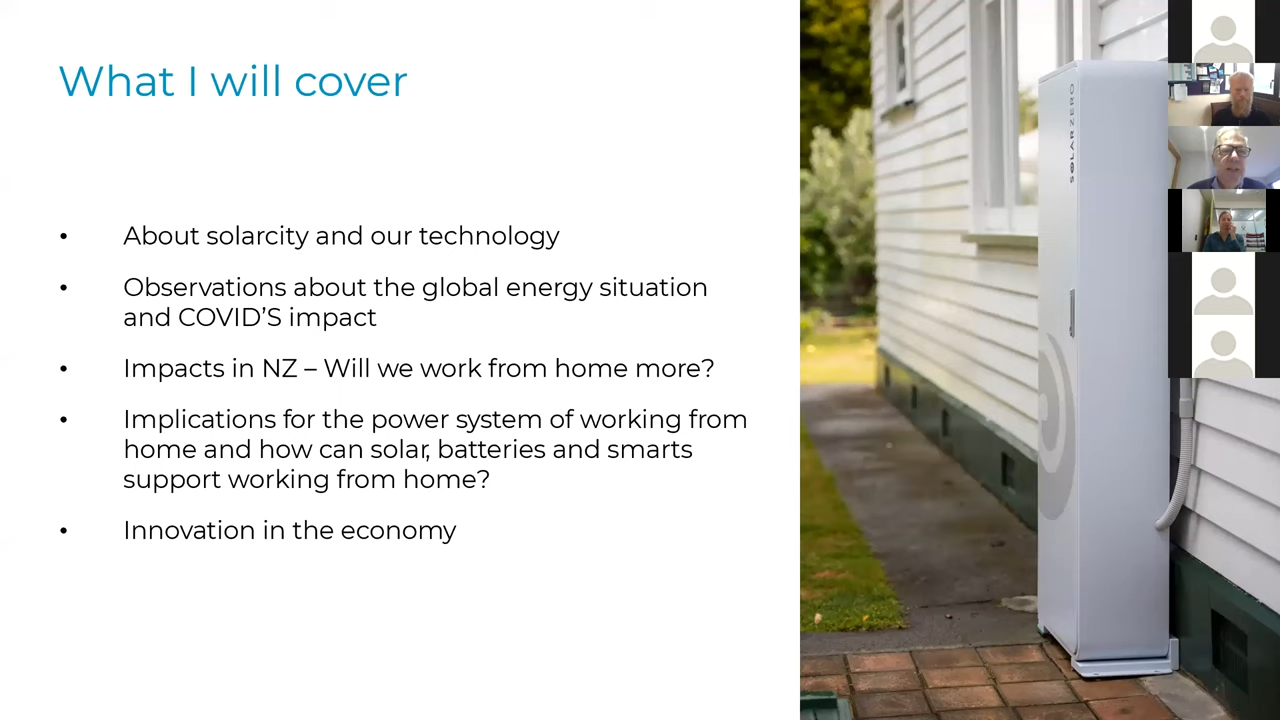 What I will cover
• About solarcity and our technology
• Observations about the global energy situation
and COVID’S impact
• Impacts in NZ – Will we work from home more?
• Implications for the power system of working from
home and how can solar, batteries and smarts
support working from home?
• Innovation in the economy
SOLARZERO